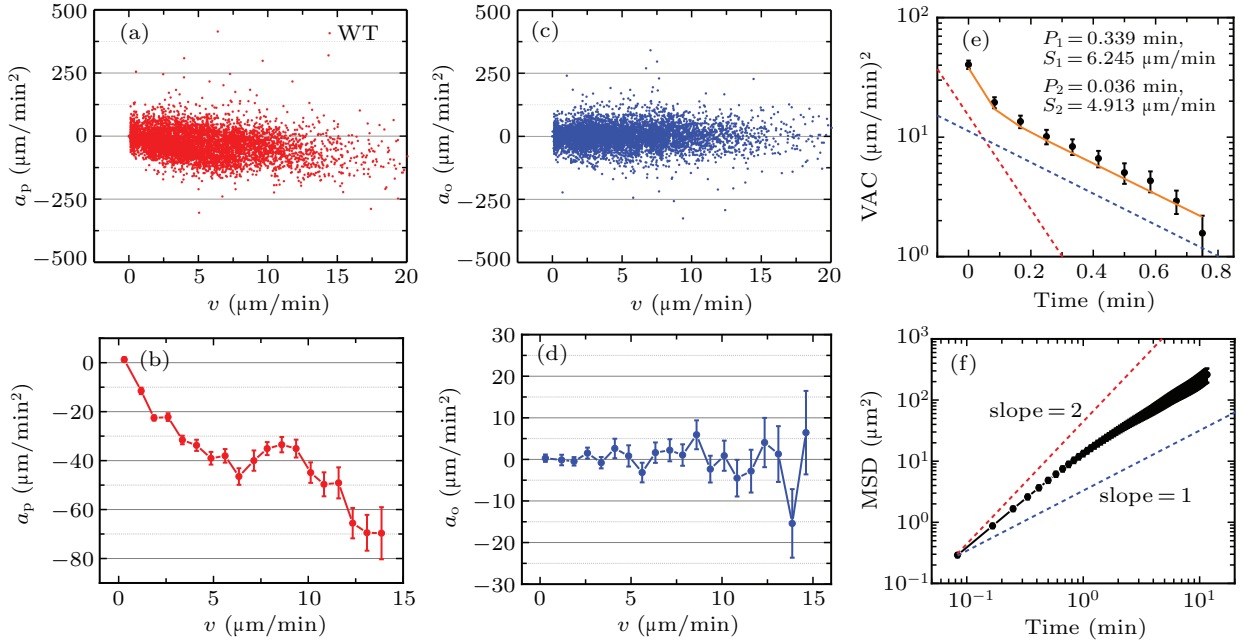 (a)
WT
500
250
0
−250
−500
a_p (μm/min²)
0
5
10
15
20
v (μm/min)
(c)
500
250
0
−250
−500
a_o (μm/min²)
0
5
10
15
20
v (μm/min)
(e)
P₁ = 0.339 min,
S₁ = 6.245 μm/min
P₂ = 0.036 min,
S₂ = 4.913 μm/min
10²
10¹
10⁰
VAC (μm/min)²
0
0.2
0.4
0.6
0.8
Time (min)
(b)
0
−20
−40
−60
−80
a_p (μm/min²)
0
5
10
15
v (μm/min)
(d)
30
20
10
0
−10
−20
−30
a_o (μm/min²)
0
5
10
15
v (μm/min)
(f)
slope = 2
slope = 1
10³
10²
10¹
10⁰
10⁻¹
MSD (μm²)
10⁻¹
10⁰
10¹
Time (min)